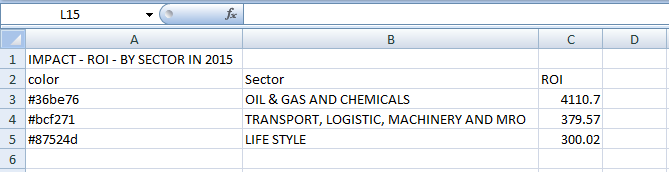 L15 fx
A B C D
1 IMPACT - ROI - BY SECTOR IN 2015
2 color Sector ROI
3 #36be76 OIL & GAS AND CHEMICALS 4110.7
4 #bcf271 TRANSPORT, LOGISTIC, MACHINERY AND MRO 379.57
5 #87524d LIFE STYLE 300.02
6